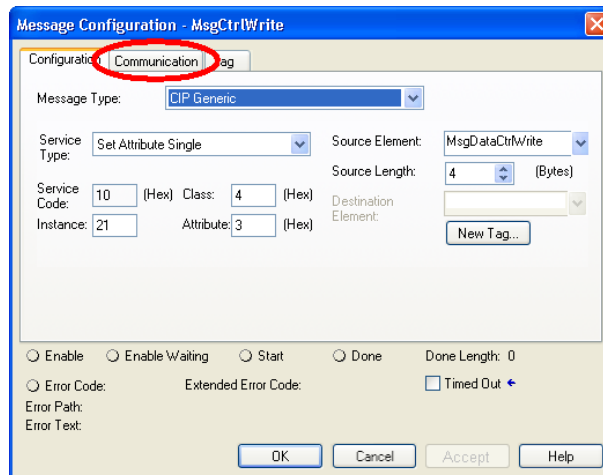 Message Configuration - MsgCtrlWrite
Configuration Communication Tag
Message Type: CIP Generic
Service Type: Set Attribute Single Source Element: MsgDataCtrlWrite
Source Length: 4 (Bytes)
Service Code: 10 (Hex) Class: 4 (Hex) Destination Element:
Instance: 21 Attribute: 3 (Hex) New Tag...
Enable Enable Waiting Start Done Done Length: 0
Error Code: Extended Error Code: Timed Out
Error Path:
Error Text:
OK Cancel Accept Help